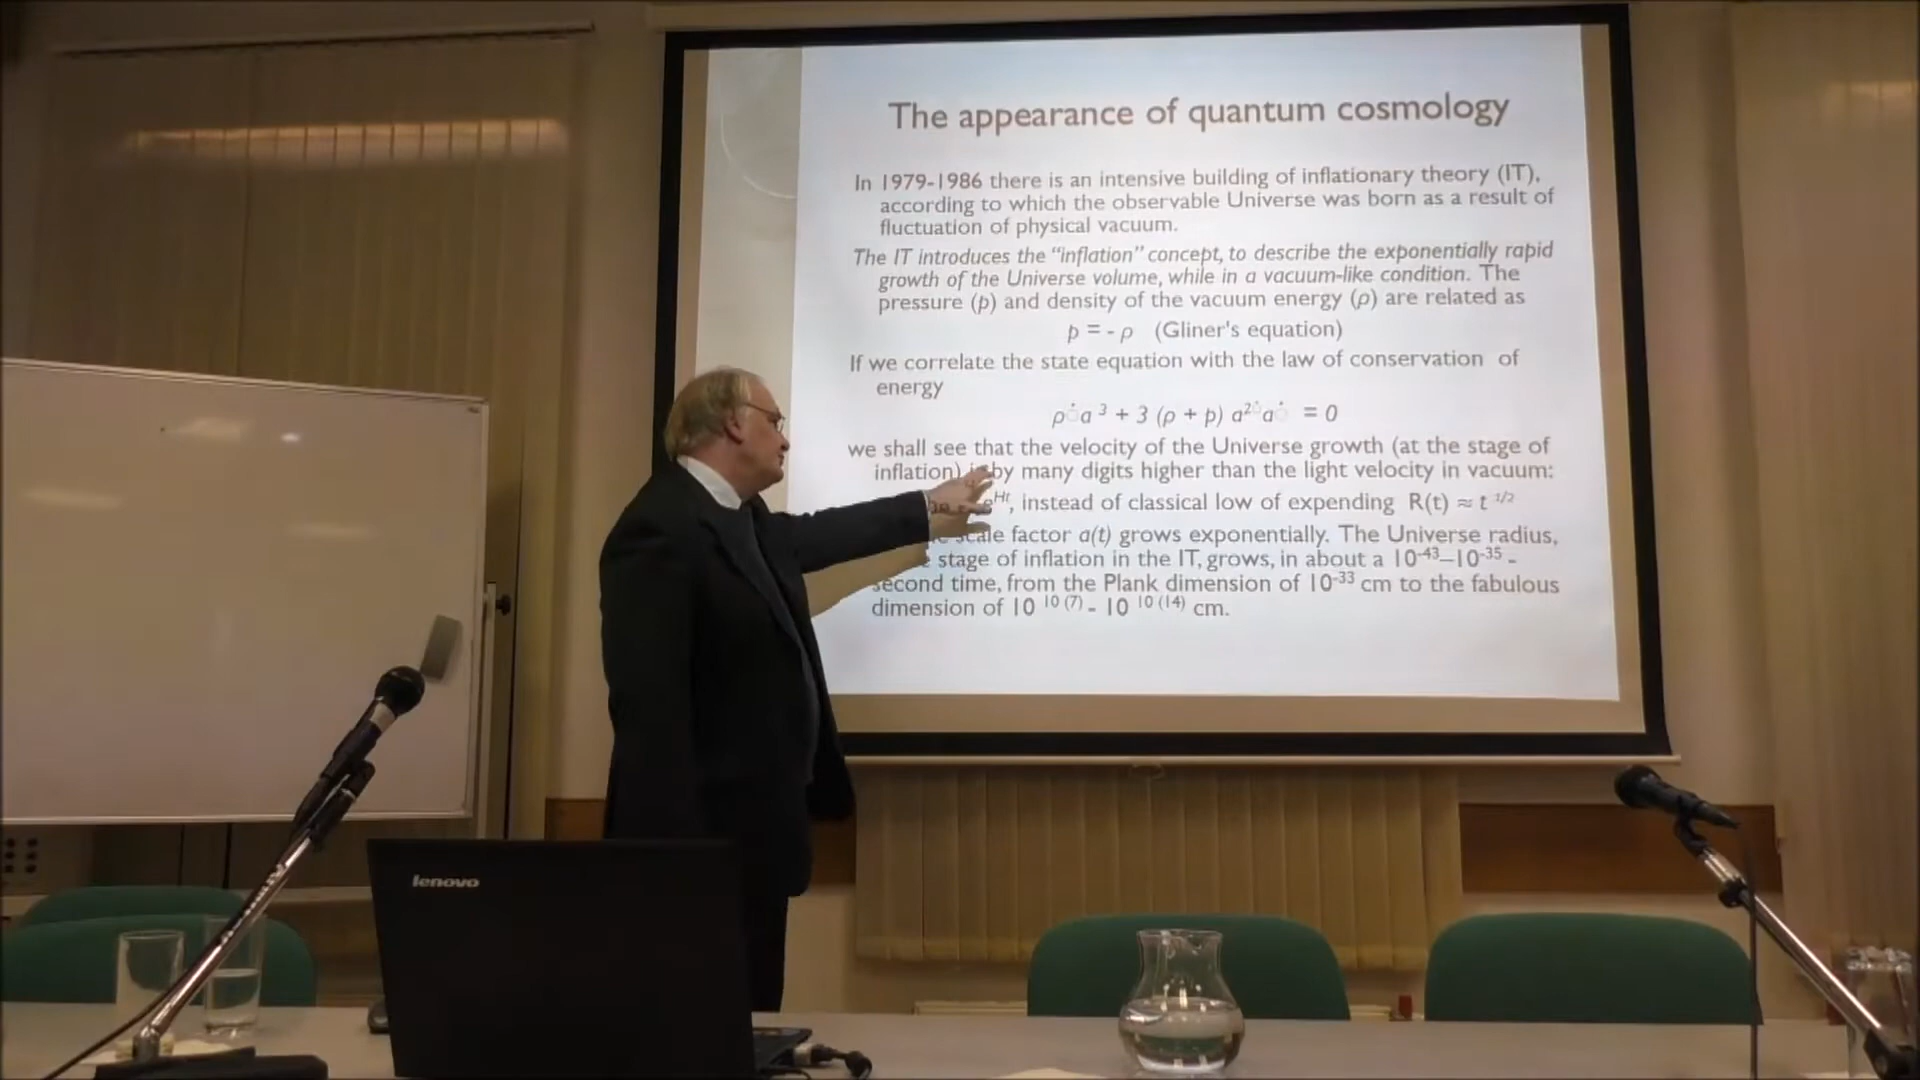 The appearance of quantum cosmology
In 1979-1986 there is an intensive building of inflationary theory (IT),
according to which the observable Universe was born as a result of
fluctuation of physical vacuum.
The IT introduces the “inflation” concept, to describe the exponentially rapid
growth of the Universe volume, while in a vacuum-like condition. The
pressure (p) and density of the vacuum energy (ρ) are related as
p = - ρ (Gliner's equation)
If we correlate the state equation with the law of conservation of
energy
ρ̇a³ + 3 (ρ + p) a²ȧ = 0
we shall see that the velocity of the Universe growth (at the stage of
inflation) by many digits higher than the light velocity in vacuum:
e^Ht, instead of classical low of expending R(t) ≈ t^1/2
scale factor a(t) grows exponentially. The Universe radius,
stage of inflation in the IT, grows, in about a 10⁻⁴³–10⁻³⁵ -
second time, from the Plank dimension of 10⁻³³ cm to the fabulous
dimension of 10 ¹⁰ ⁽⁷⁾ - 10 ¹⁰ ⁽¹⁴⁾ cm.
lenovo